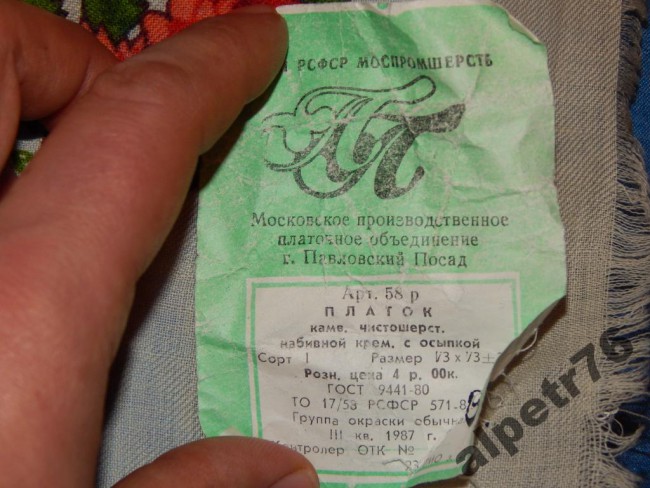 РСФСР МОСПРОМШЕРСТЬ
Московское производственное
платочное объединение
г. Павловский Посад
Арт. 58 р
ПЛАТОК
камв. чистошерст.
набивной крем. с осыпкой
Сорт 1 Размер
Розн. цена 4 р. 00к.
ГОСТ 9441-80
ТО 17/53 РСФСР 571-8
Группа окраски обычн
III кв. 1987 г.
Контролер ОТК №
alpetr76